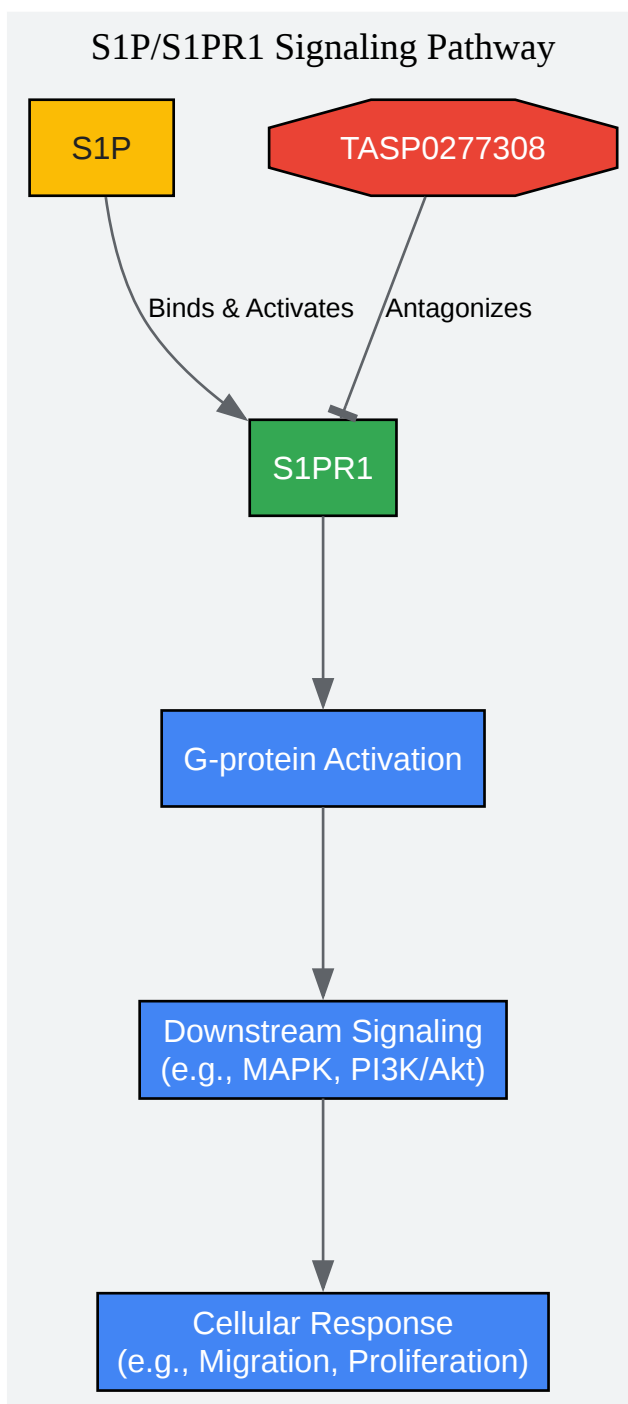 S1P/S1PR1 Signaling Pathway
S1P
TASP0277308
Binds & Activates
Antagonizes
S1PR1
G-protein Activation
Downstream Signaling
(e.g., MAPK, PI3K/Akt)
Cellular Response
(e.g., Migration, Proliferation)